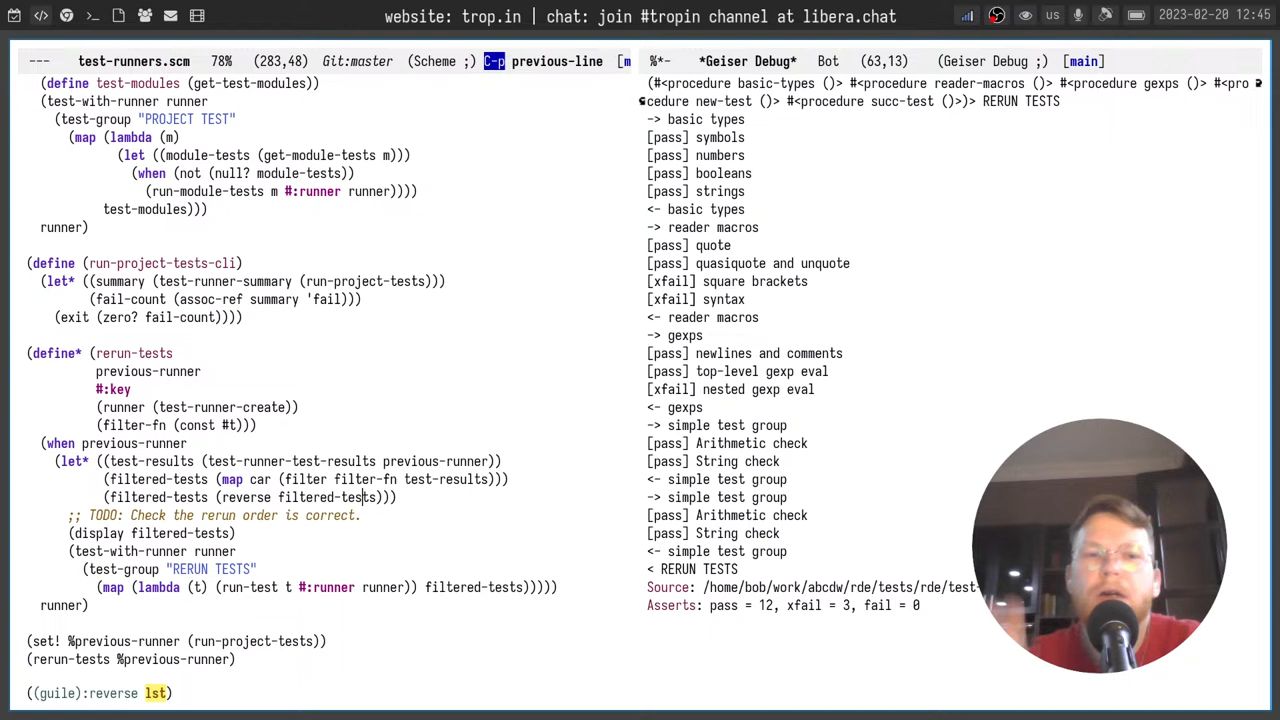 website: trop.in | chat: join #tropin channel at libera.chat
us
2023-02-20 12:45
--- test-runners.scm 78% (283,48) Git:master (Scheme ;) C-p previous-line [m
(define test-modules (get-test-modules))
(test-with-runner runner
(test-group "PROJECT TEST"
(map (lambda (m)
(let ((module-tests (get-module-tests m)))
(when (not (null? module-tests))
(run-module-tests m #:runner runner))))
test-modules)))
runner)
(define (run-project-tests-cli)
(let* ((summary (test-runner-summary (run-project-tests)))
(fail-count (assoc-ref summary 'fail)))
(exit (zero? fail-count))))
(define* (rerun-tests
previous-runner
#:key
(runner (test-runner-create))
(filter-fn (const #t)))
(when previous-runner
(let* ((test-results (test-runner-test-results previous-runner))
(filtered-tests (map car (filter filter-fn test-results)))
(filtered-tests (reverse filtered-tests)))
;; TODO: Check the rerun order is correct.
(display filtered-tests)
(test-with-runner runner
(test-group "RERUN TESTS"
(map (lambda (t) (run-test t #:runner runner)) filtered-tests)))))
runner)
(set! %previous-runner (run-project-tests))
(rerun-tests %previous-runner)
((guile):reverse lst)
%*- *Geiser Debug* Bot (63,13) (Geiser Debug ;) [main]
(#<procedure basic-types ()> #<procedure reader-macros ()> #<procedure gexps ()> #<pro
cedure new-test ()> #<procedure succ-test ()>)> RERUN TESTS
-> basic types
[pass] symbols
[pass] numbers
[pass] booleans
[pass] strings
<- basic types
-> reader macros
[pass] quote
[pass] quasiquote and unquote
[xfail] square brackets
[xfail] syntax
<- reader macros
-> gexps
[pass] newlines and comments
[pass] top-level gexp eval
[xfail] nested gexp eval
<- gexps
-> simple test group
[pass] Arithmetic check
[pass] String check
<- simple test group
-> simple test group
[pass] Arithmetic check
[pass] String check
<- simple test group
< RERUN TESTS
Source: /home/bob/work/abcdw/rde/tests/rde/test-
Asserts: pass = 12, xfail = 3, fail = 0